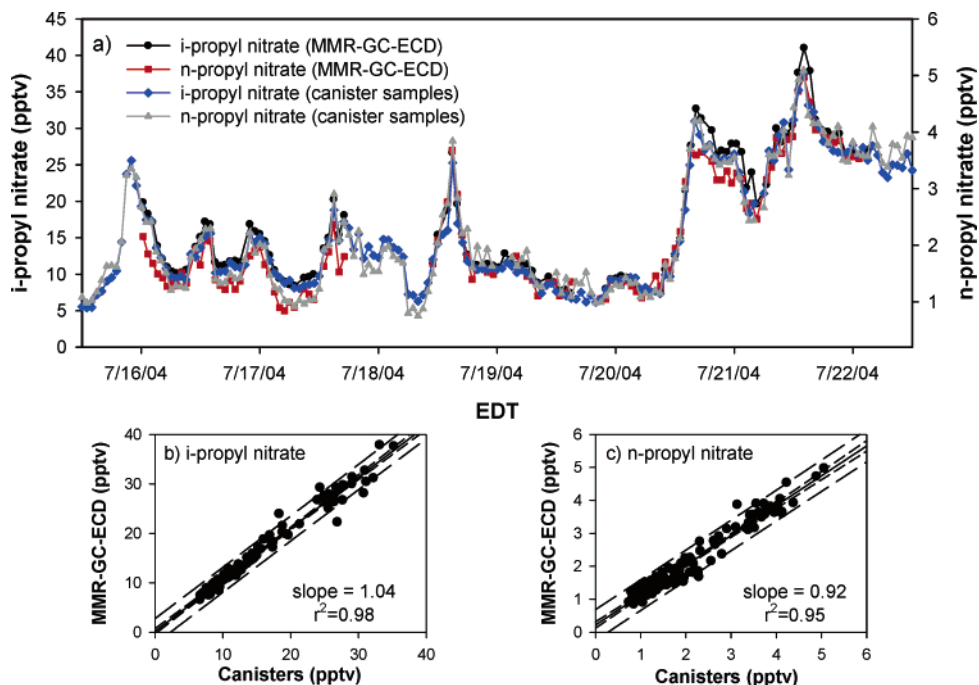 a)
i-propyl nitrate (MMR-GC-ECD)
n-propyl nitrate (MMR-GC-ECD)
i-propyl nitrate (canister samples)
n-propyl nitrate (canister samples)
i-propyl nitrate (pptv)
45
40
35
30
25
20
15
10
5
0
n-propyl nitratte (pptv)
6
5
4
3
2
1
7/16/04 7/17/04 7/18/04 7/19/04 7/20/04 7/21/04 7/22/04
EDT
b) i-propyl nitrate
MMR-GC-ECD (pptv)
40
30
20
10
0
slope = 1.04
r²=0.98
0 10 20 30 40
Canisters (pptv)
c) n-propyl nitrate
MMR-GC-ECD (pptv)
6
5
4
3
2
1
0
slope = 0.92
r²=0.95
0 1 2 3 4 5 6
Canisters (pptv)